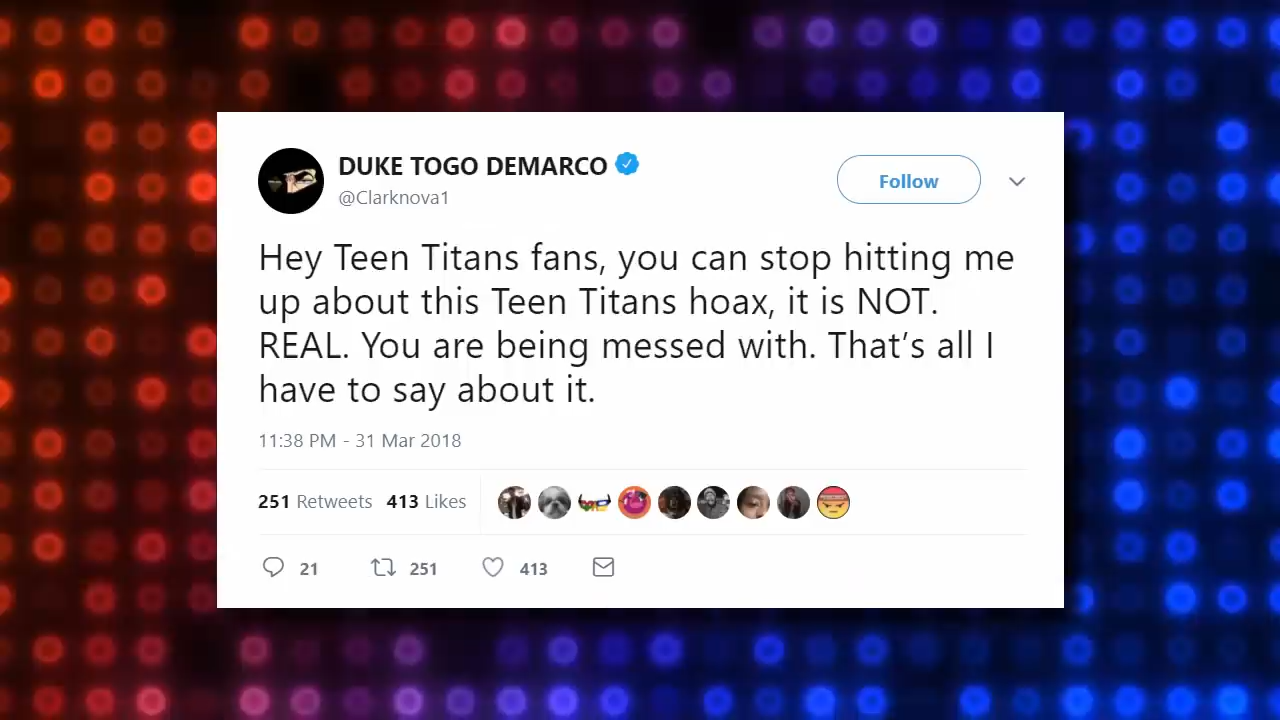 DUKE TOGO DEMARCO
@Clarknova1
Follow
Hey Teen Titans fans, you can stop hitting me
up about this Teen Titans hoax, it is NOT.
REAL. You are being messed with. That’s all I
have to say about it.
11:38 PM - 31 Mar 2018
251 Retweets 413 Likes
21 251 413